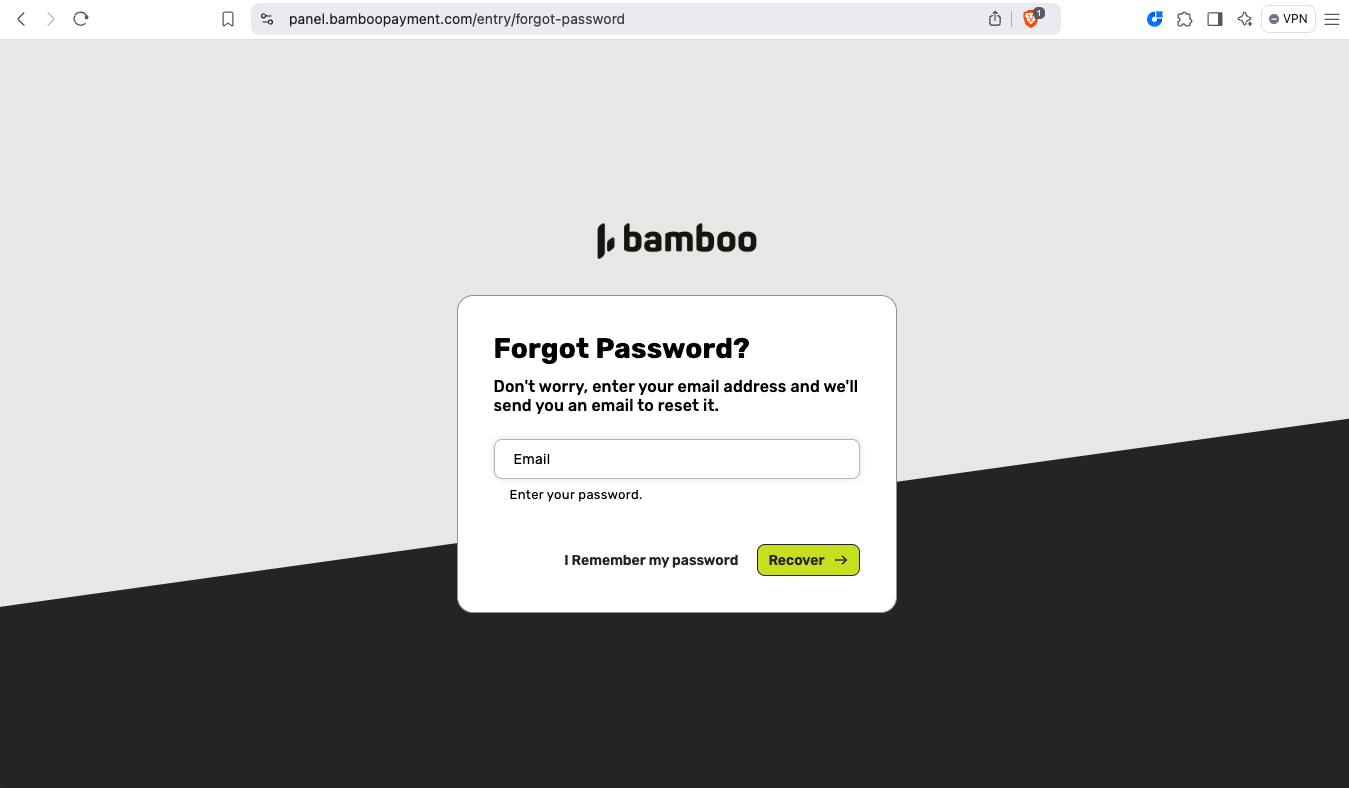 panel.bamboopayment.com/entry/forgot-password
1
VPN
bamboo
Forgot Password?
Don't worry, enter your email address and we'll
send you an email to reset it.
Email
Enter your password.
I Remember my password
Recover